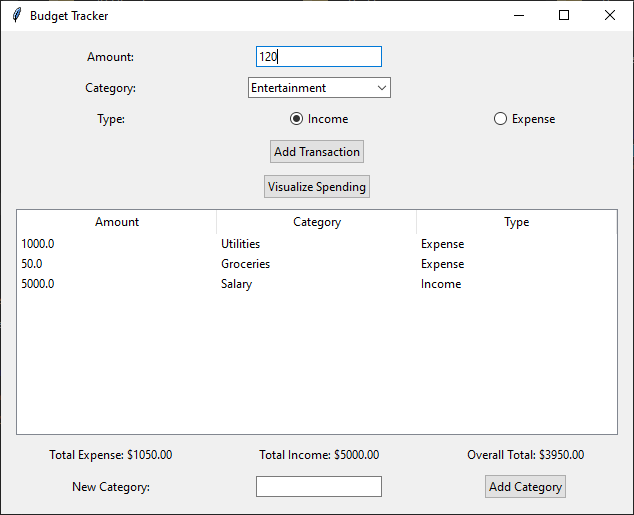 Budget Tracker
Amount: 120
Category: Entertainment
Type: Income Expense
Add Transaction
Visualize Spending
Amount Category Type
1000.0 Utilities Expense
50.0 Groceries Expense
5000.0 Salary Income
Total Expense: $1050.00 Total Income: $5000.00 Overall Total: $3950.00
New Category: Add Category